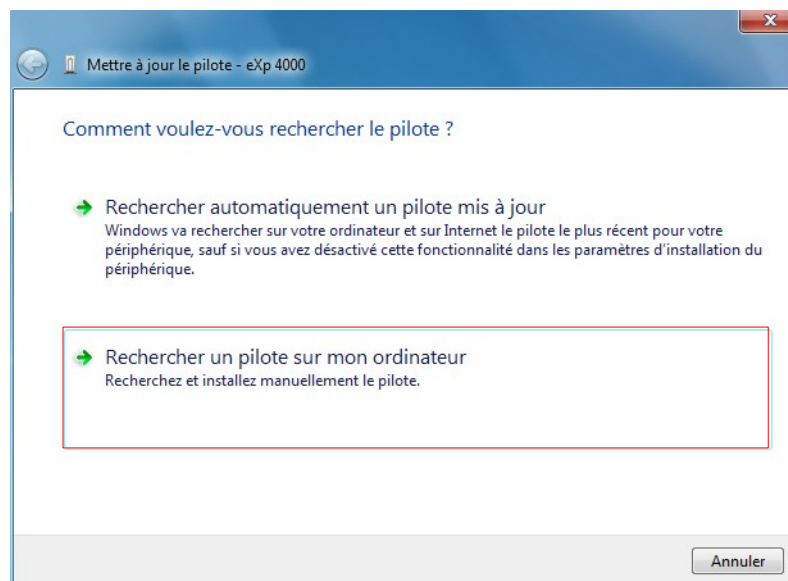 Mettre à jour le pilote - eXp 4000
Comment voulez-vous rechercher le pilote ?
Rechercher automatiquement un pilote mis à jour
Windows va rechercher sur votre ordinateur et sur Internet le pilote le plus récent pour votre
périphérique, sauf si vous avez désactivé cette fonctionnalité dans les paramètres d'installation du
périphérique.
Rechercher un pilote sur mon ordinateur
Recherchez et installez manuellement le pilote.
Annuler